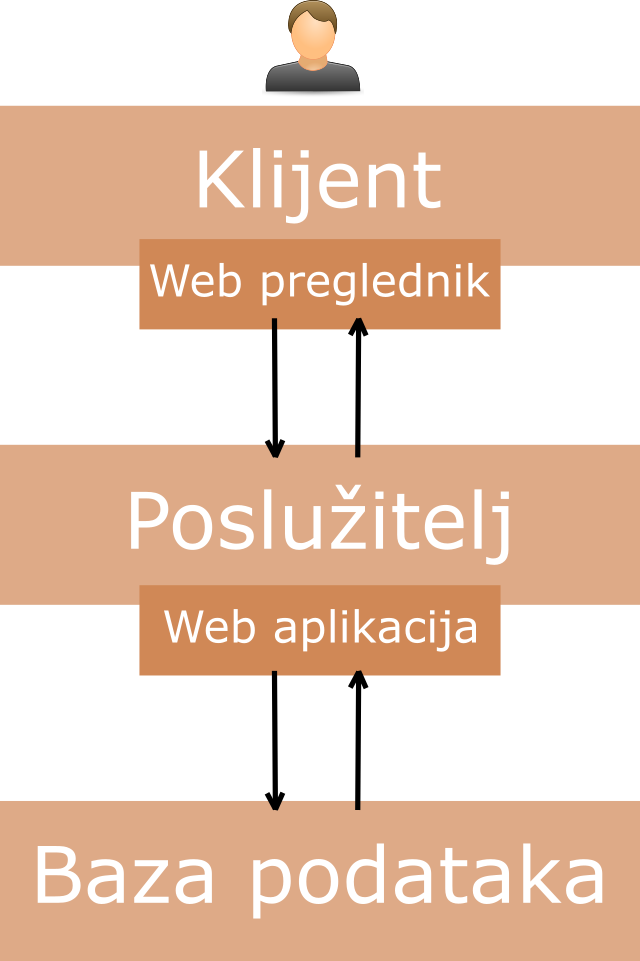 Klijent
Web preglednik
Poslužitelj
Web aplikacija
Baza podataka